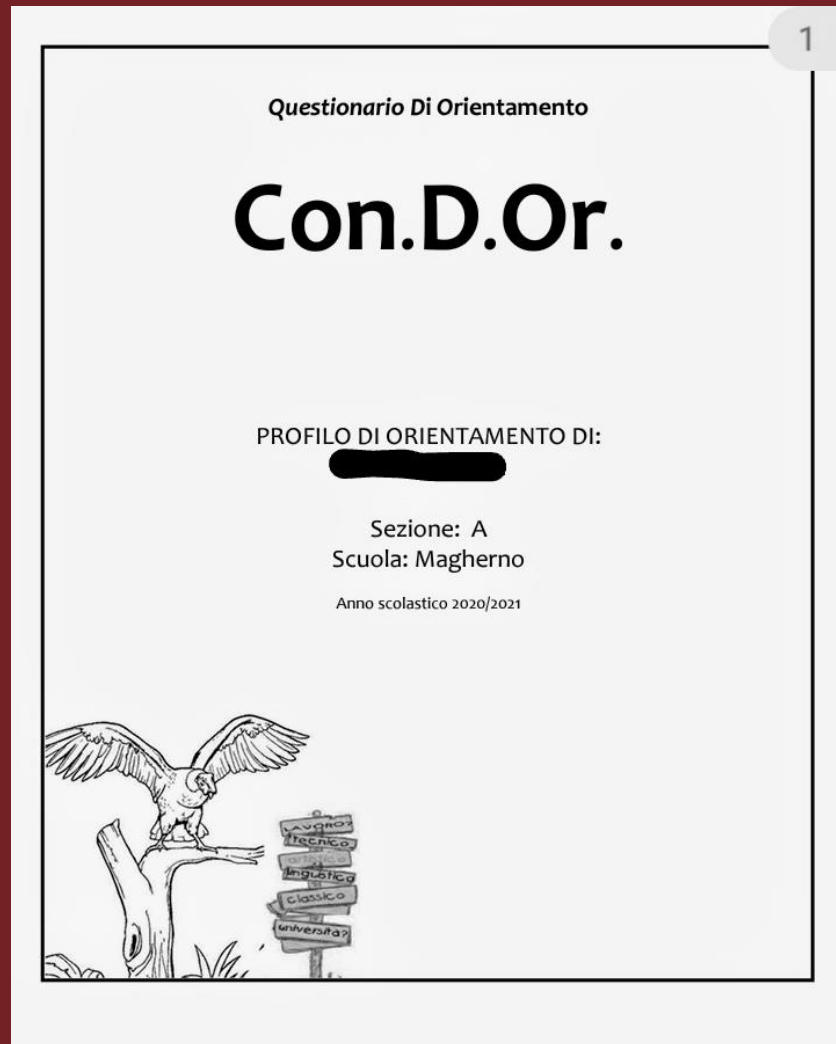 1
Questionario Di Orientamento
Con.D.Or.
PROFILO DI ORIENTAMENTO DI:
Sezione: A
Scuola: Magherno
Anno scolastico 2020/2021
LAVORO?
tecnico
artistico
linguistico
classico
università?